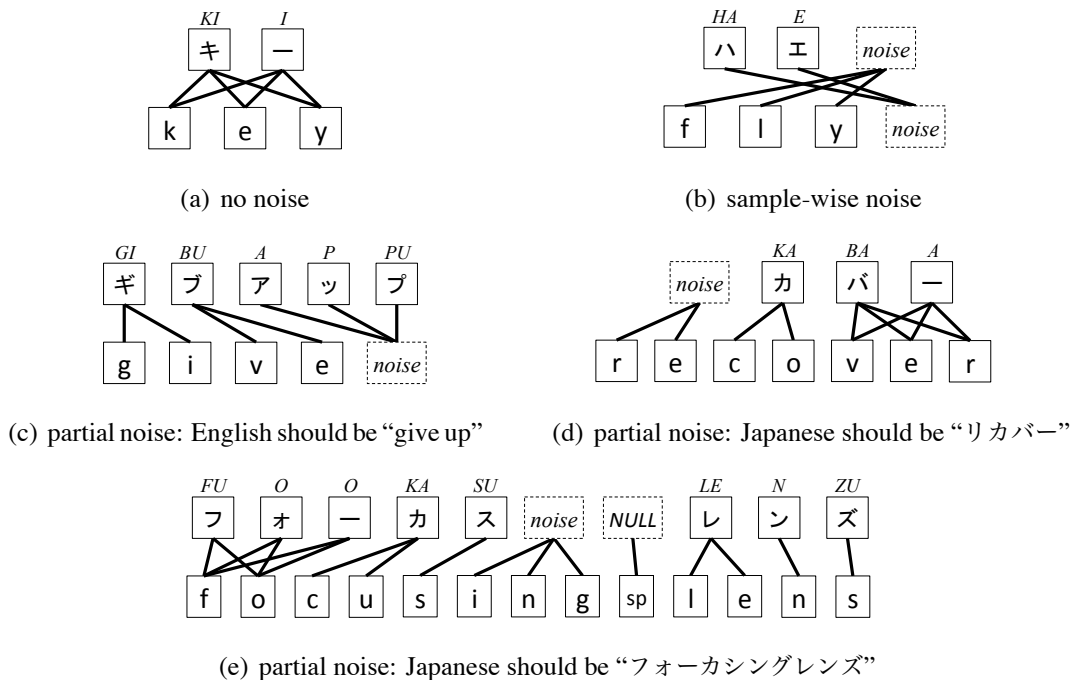 KI I
キ ー
k e y
(a) no noise
HA E
ハ エ noise
f l y noise
(b) sample-wise noise
GI BU A P PU
ギ ブ ア ッ プ
g i v e noise
(c) partial noise: English should be “give up”
KA BA A
noise カ バ ー
r e c o v e r
(d) partial noise: Japanese should be “リカバー”
FU O O KA SU LE N ZU
フ ォ ー カ ス noise NULL レ ン ズ
f o c u s i n g sp l e n s
(e) partial noise: Japanese should be “フォーカシングレンズ”